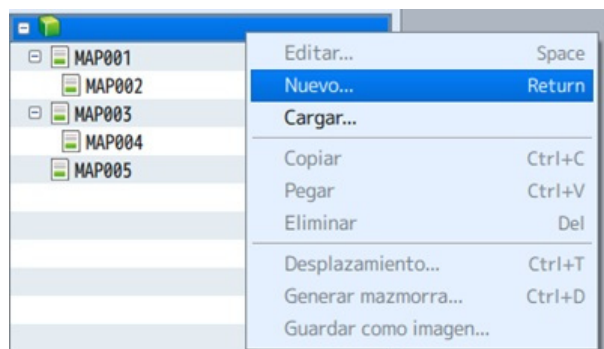 MAP001
MAP002
MAP003
MAP004
MAP005
Editar... Space
Nuevo... Return
Cargar...
Copiar Ctrl+C
Pegar Ctrl+V
Eliminar Del
Desplazamiento... Ctrl+T
Generar mazmorra... Ctrl+D
Guardar como imagen...